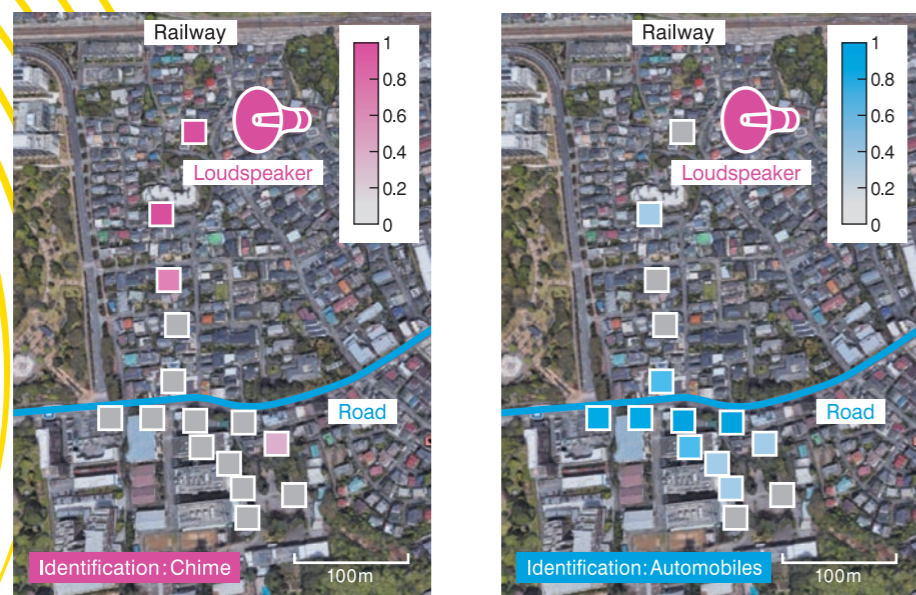 Railway
1
0.8
0.6
0.4
0.2
0
Loudspeaker
Road
Identification: Chime
100m
Railway
1
0.8
0.6
0.4
0.2
0
Loudspeaker
Road
Identification: Automobiles
100m